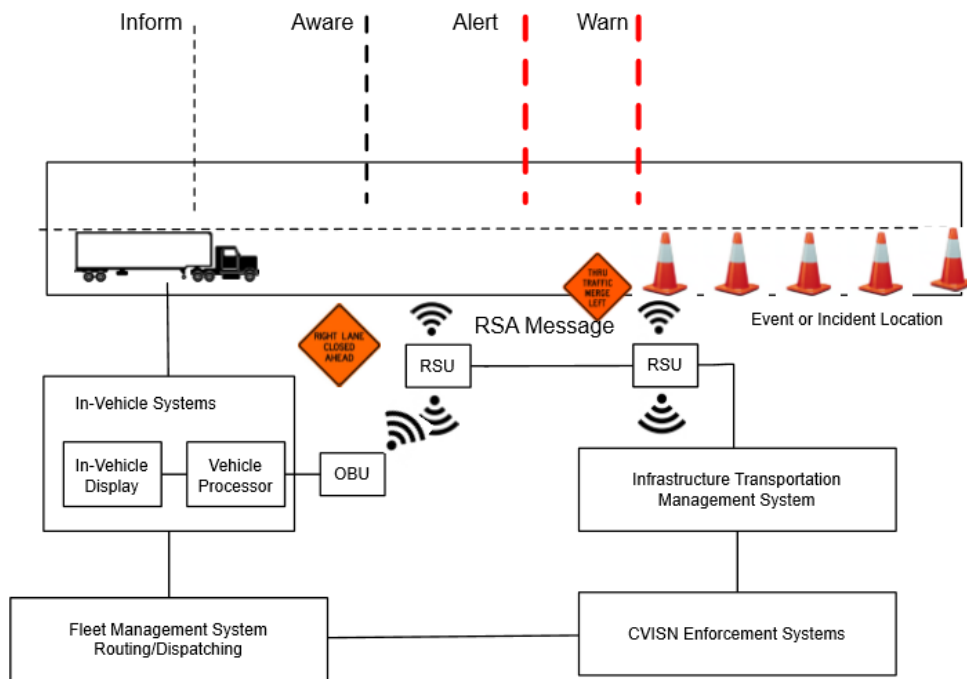 Inform
Aware
Alert
Warn
THRU
TRAFFIC
MERGE
LEFT
RIGHT LANE
CLOSED
AHEAD
RSA Message
Event or Incident Location
RSU
RSU
In-Vehicle Systems
In-Vehicle
Display
Vehicle
Processor
OBU
Infrastructure Transportation
Management System
Fleet Management System
Routing/Dispatching
CVISN Enforcement Systems